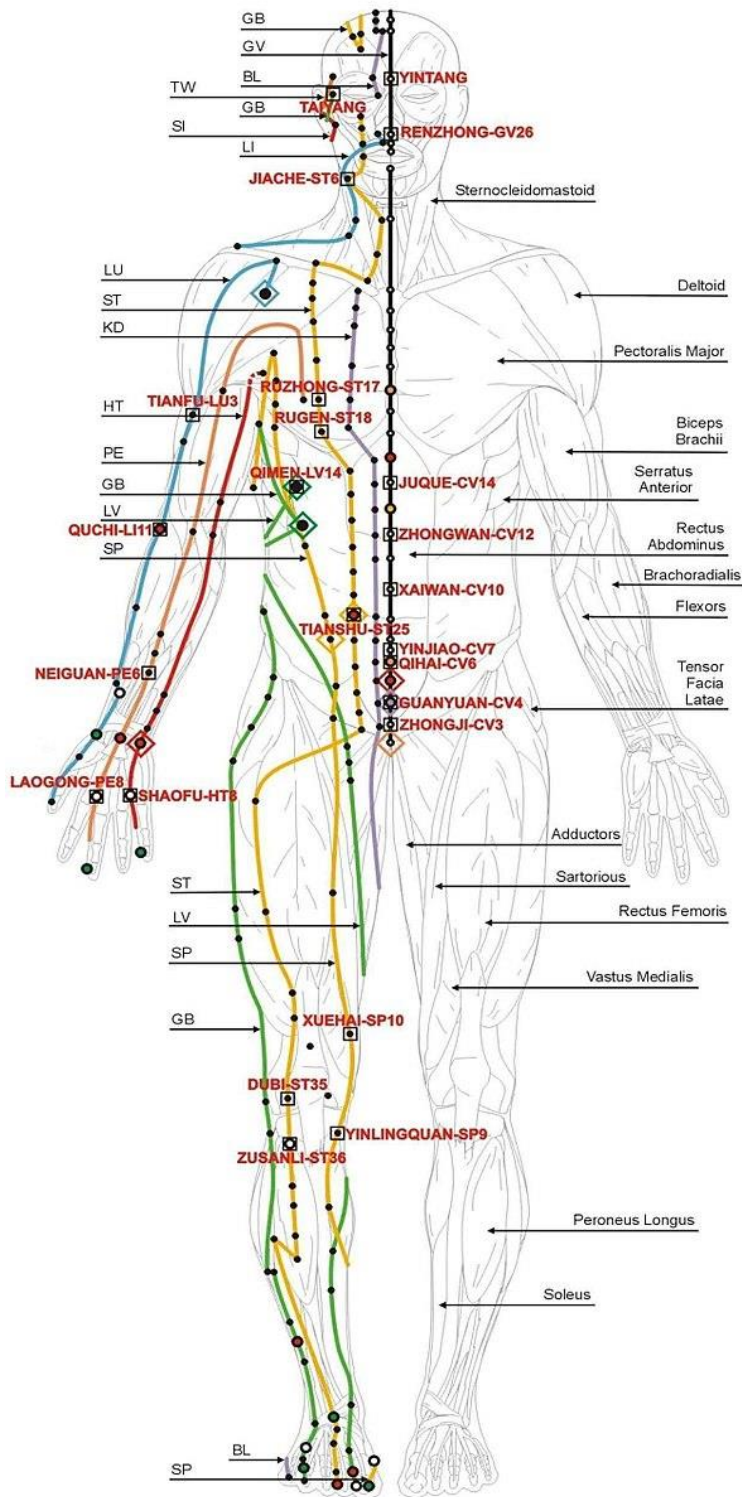 GB
GV
BL
YINTANG
TW
TAIYANG
GB
SI
RENZHONG-GV26
LI
JIACHE-ST6
Sternocleidomastoid
LU
ST
Deltoid
KD
Pectoralis Major
RUZHONG-ST17
TIANFU-LU3
HT
RUGEN-ST18
Biceps
Brachii
PE
QIMEN-LV14
JUQUE-CV14
Serratus
Anterior
GB
LV
QUCHI-LI11
ZHONGWAN-CV12
Rectus
Abdominus
SP
Brachoradialis
XAIWAN-CV10
Flexors
TIANSHU-ST25
YINJIAO-CV7
QIHAI-CV6
NEIGUAN-PE6
Tensor
Facia
Latae
GUANYUAN-CV4
ZHONGJI-CV3
LAOGONG-PE8
SHAOFU-HT8
Adductors
ST
Sartorious
LV
Rectus Femoris
SP
Vastus Medialis
GB
XUEHAI-SP10
DUBI-ST35
YINLINGQUAN-SP9
ZUSANLI-ST36
Peroneus Longus
Soleus
BL
SP